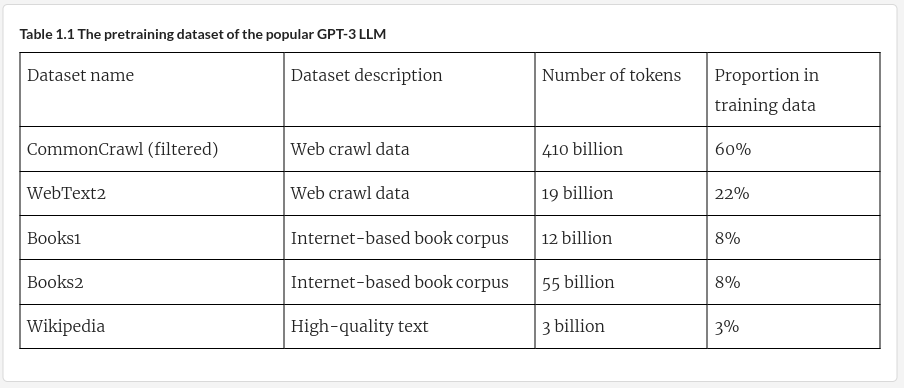 Table 1.1 The pretraining dataset of the popular GPT-3 LLM
Dataset name Dataset description Number of tokens Proportion in
training data
CommonCrawl (filtered) Web crawl data 410 billion 60%
WebText2 Web crawl data 19 billion 22%
Books1 Internet-based book corpus 12 billion 8%
Books2 Internet-based book corpus 55 billion 8%
Wikipedia High-quality text 3 billion 3%